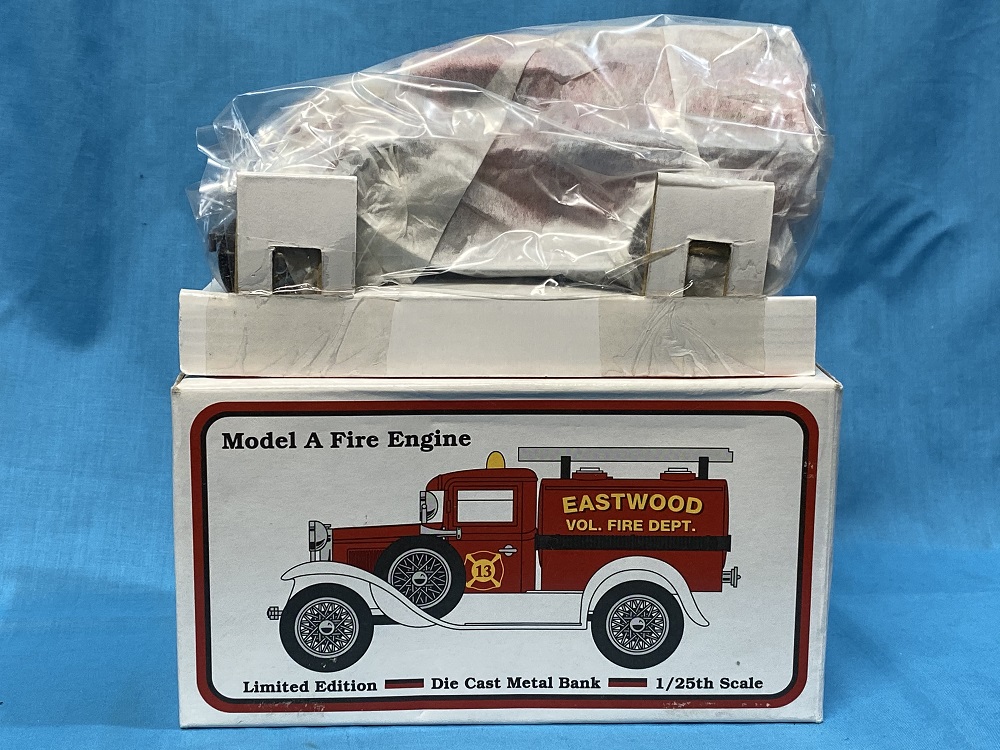 Model A Fire Engine
EASTWOOD
VOL. FIRE DEPT.
13
Limited Edition Die Cast Metal Bank 1/25th Scale